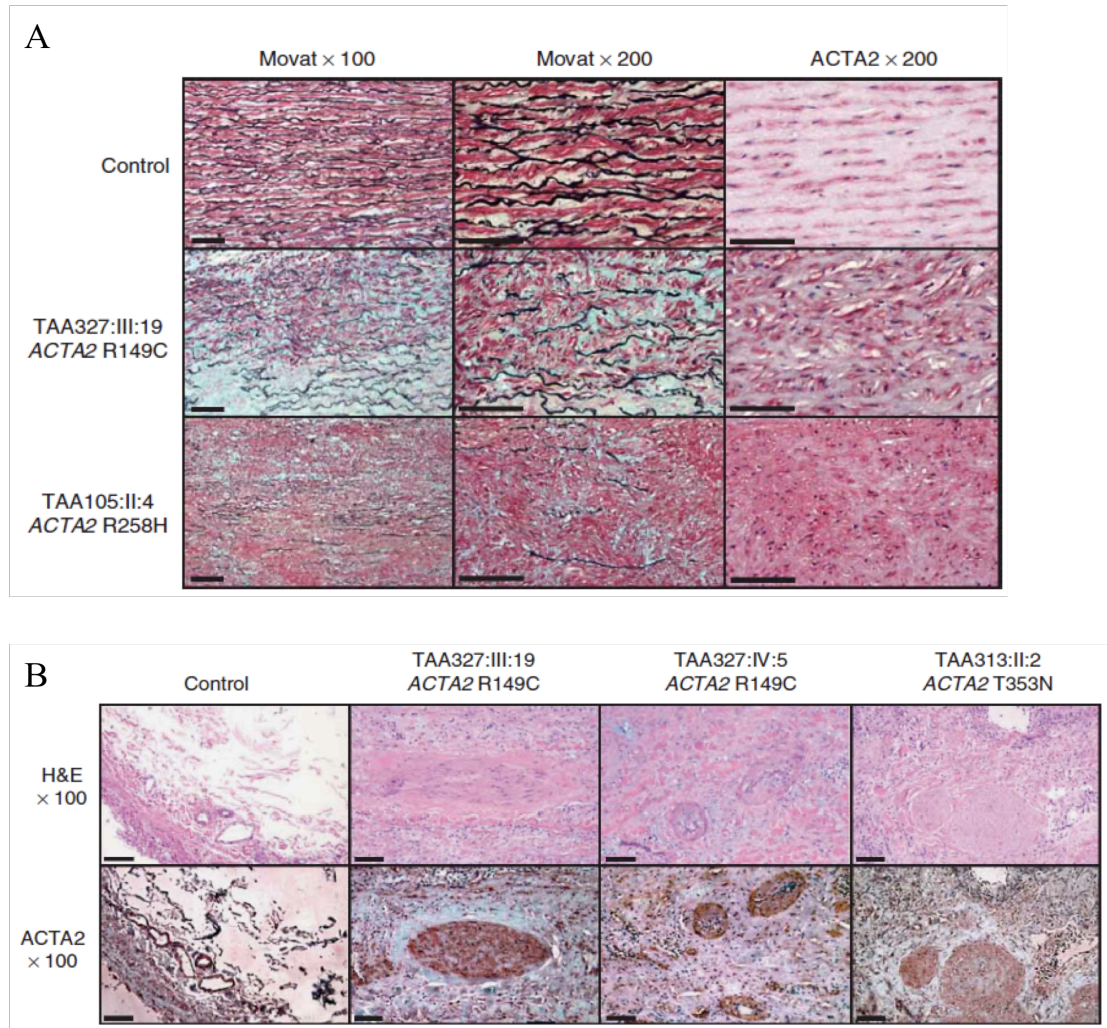 A
Movat × 100
Movat × 200
ACTA2 × 200
Control
TAA327:III:19
ACTA2 R149C
TAA105:II:4
ACTA2 R258H
B
Control
TAA327:III:19
ACTA2 R149C
TAA327:IV:5
ACTA2 R149C
TAA313:II:2
ACTA2 T353N
H&E
× 100
ACTA2
× 100